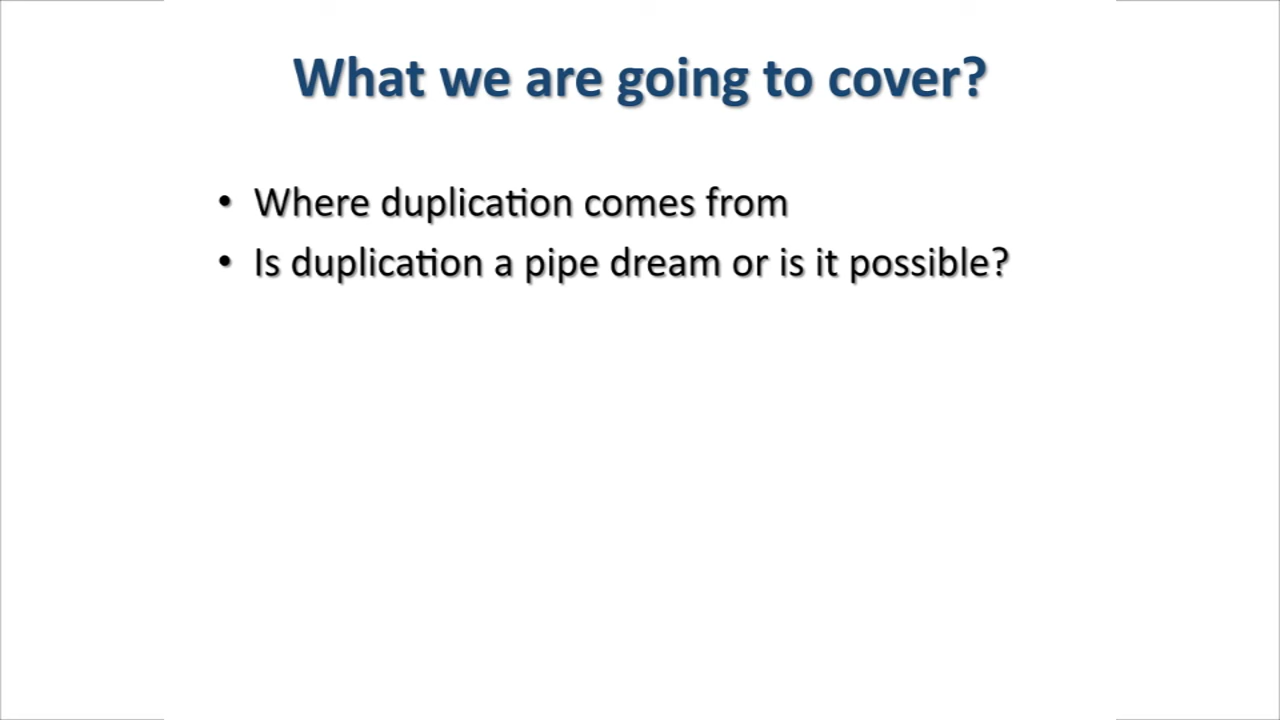 What we are going to cover?
• Where duplication comes from
• Is duplication a pipe dream or is it possible?